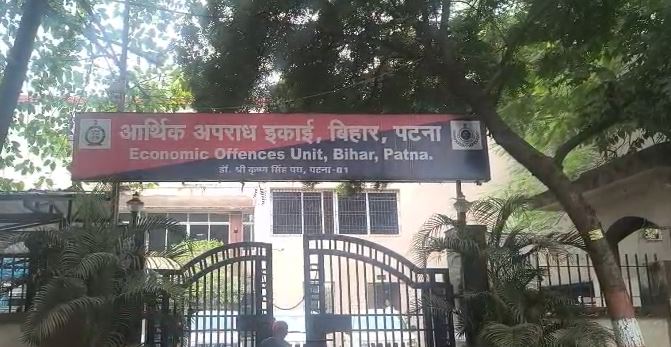 आर्थिक अपराध इकाई, बिहार, पटना
Economic Offences Unit, Bihar, Patna.
डॉ. श्री कृष्ण सिंह पथ, पटना-01